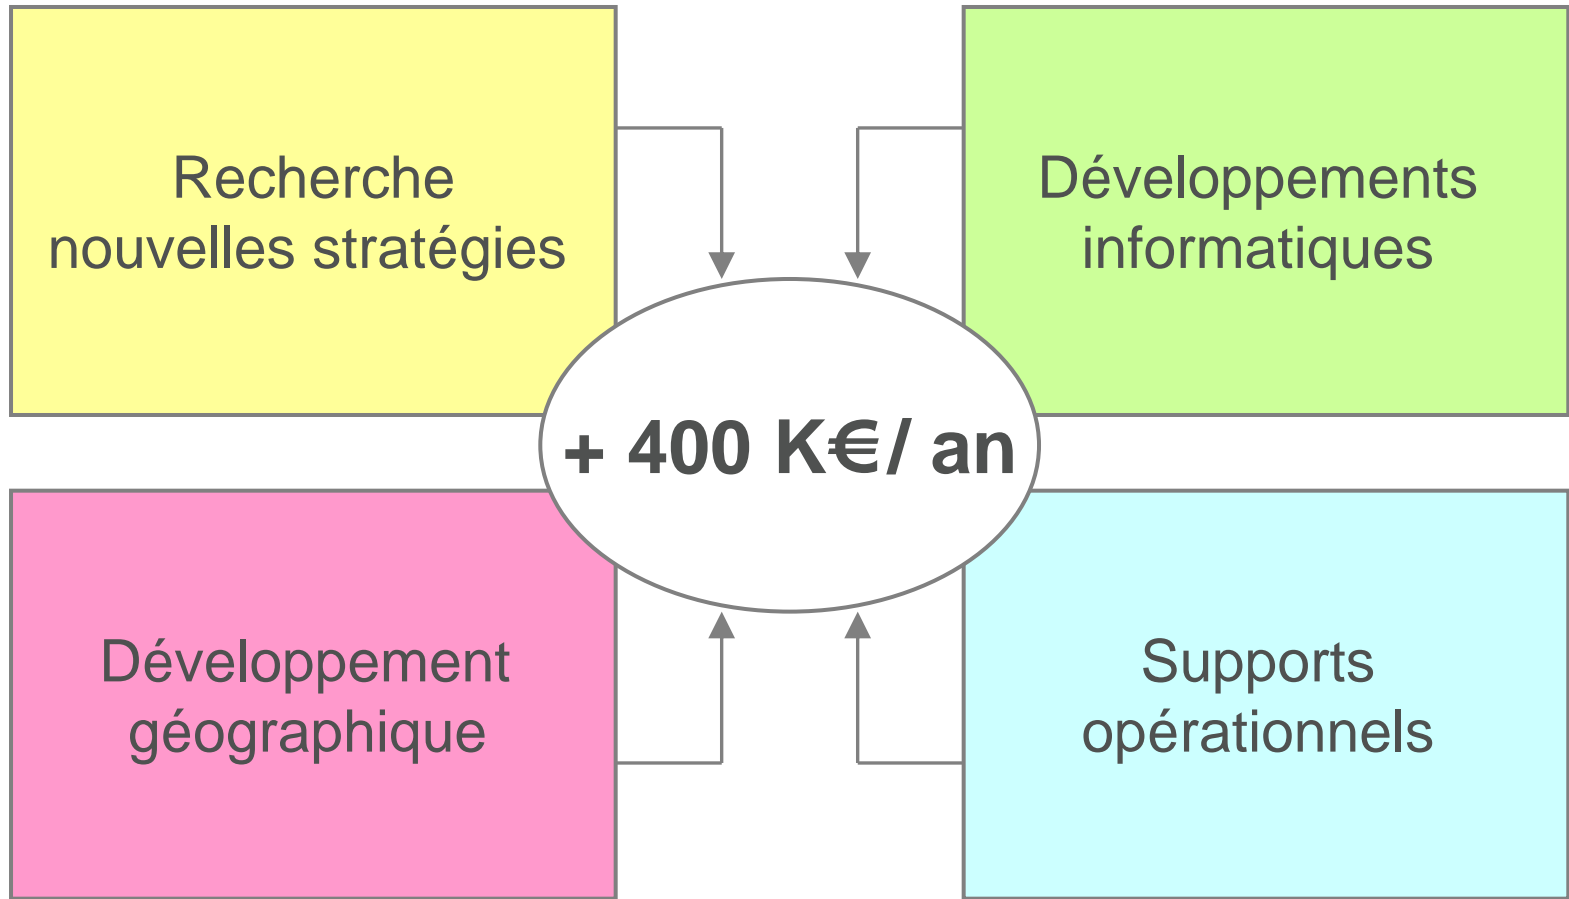 Recherche
nouvelles stratégies
Développements
informatiques
+ 400 K€/ an
Développement
géographique
Supports
opérationnels